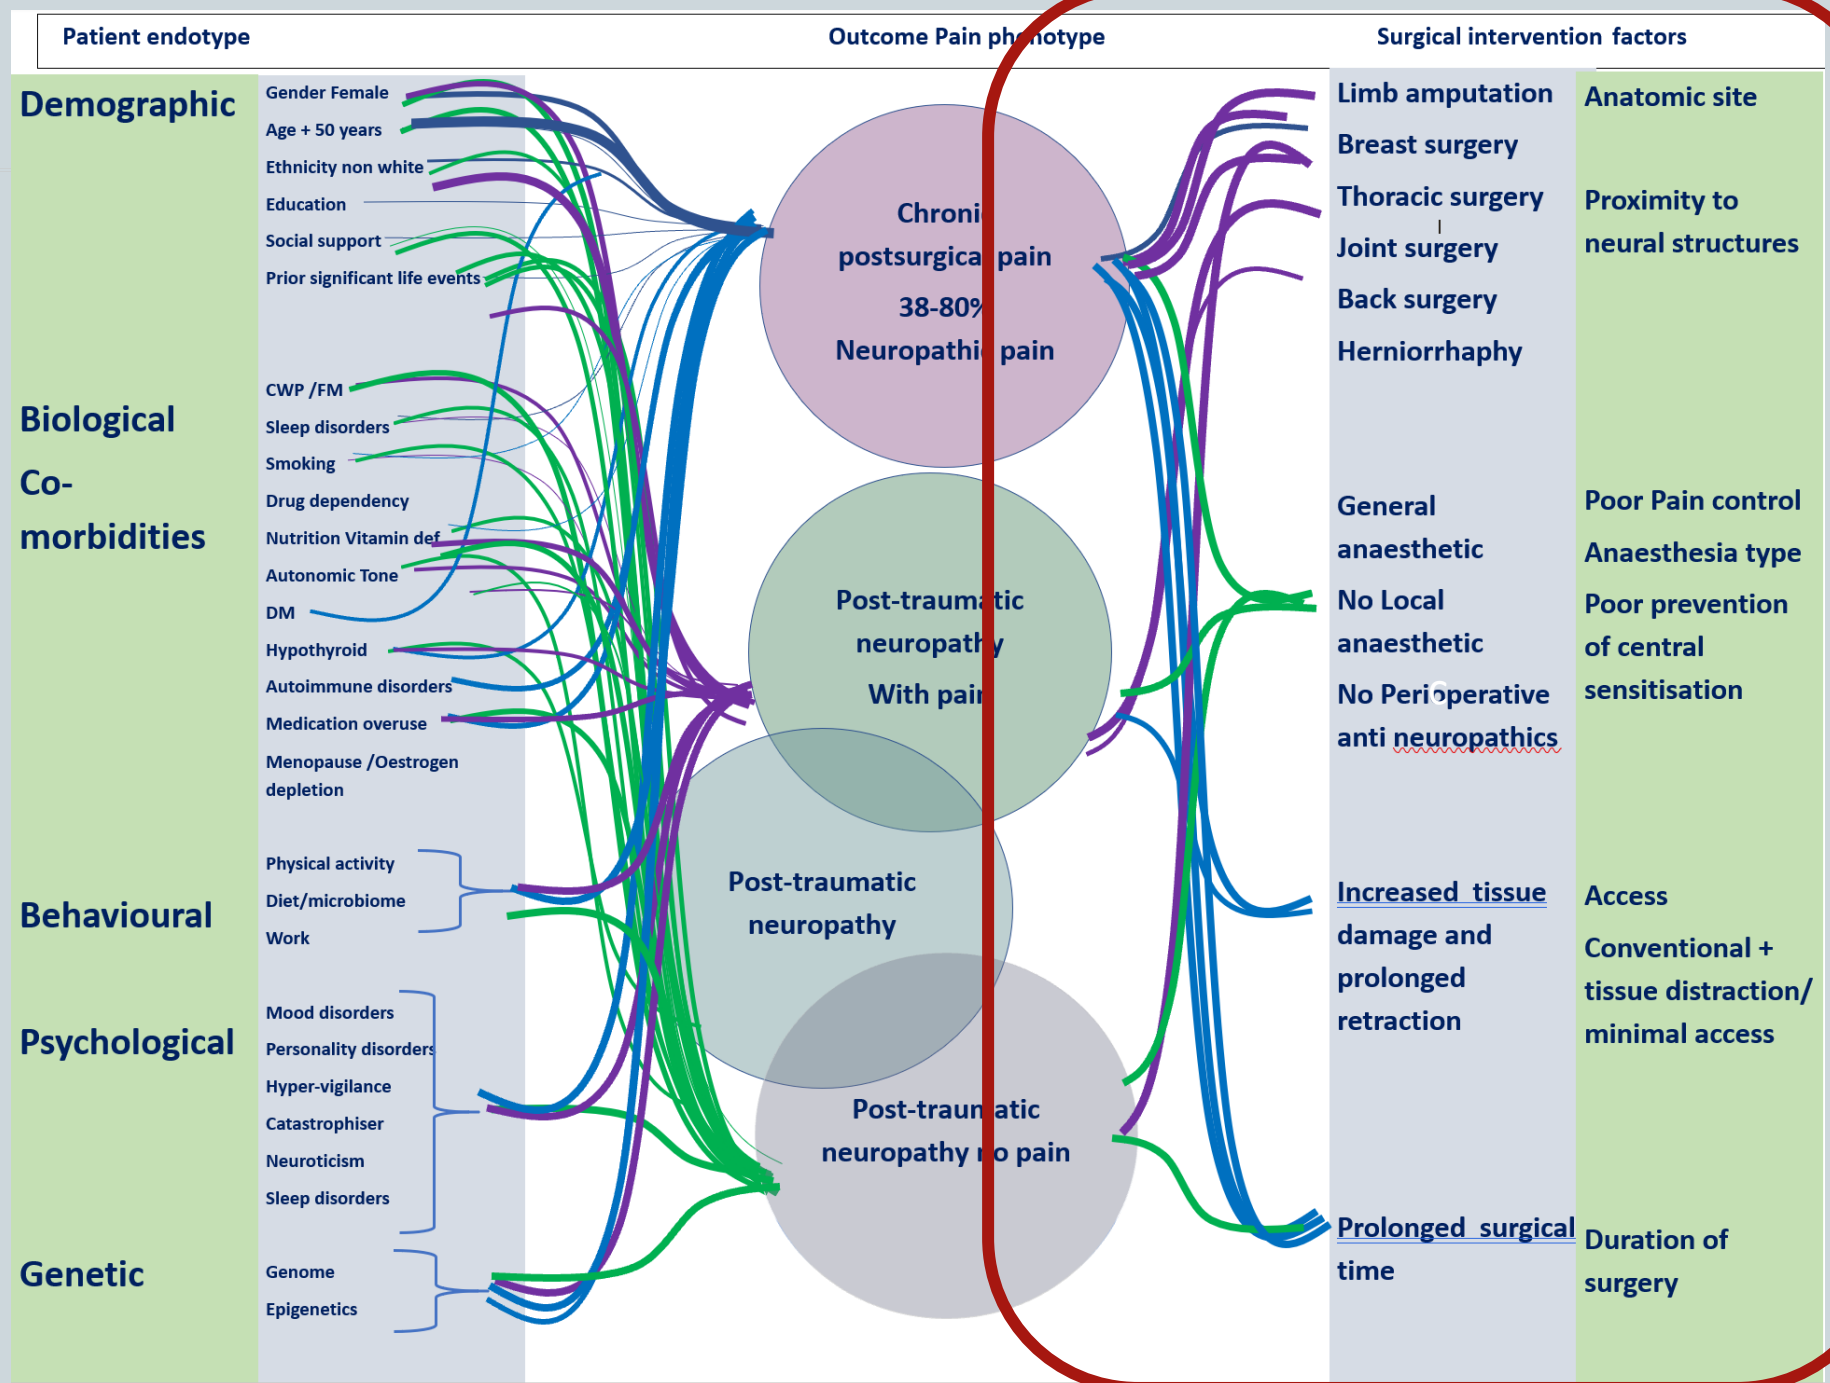 Patient endotype
Outcome Pain phenotype
Surgical intervention factors
Demographic
Gender Female
Age + 50 years
Ethnicity non white
Education
Social support
Prior significant life events
Biological
Co-
morbidities
CWP /FM
Sleep disorders
Smoking
Drug dependency
Nutrition Vitamin def
Autonomic Tone
DM
Hypothyroid
Autoimmune disorders
Medication overuse
Menopause /Oestrogen
depletion
Behavioural
Physical activity
Diet/microbiome
Work
Psychological
Mood disorders
Personality disorders
Hyper-vigilance
Catastrophiser
Neuroticism
Sleep disorders
Genetic
Genome
Epigenetics
Chronic
postsurgical pain
38-80%
Neuropathic pain
Post-traumatic
neuropathy
With pain
Post-traumatic
neuropathy
Post-traumatic
neuropathy no pain
Limb amputation
Breast surgery
Thoracic surgery
Joint surgery
Back surgery
Herniorrhaphy
General
anaesthetic
No Local
anaesthetic
No Perioperative
anti neuropathics
Increased tissue
damage and
prolonged
retraction
Prolonged surgical
time
Anatomic site
Proximity to
neural structures
Poor Pain control
Anaesthesia type
Poor prevention
of central
sensitisation
Access
Conventional +
tissue distraction/
minimal access
Duration of
surgery